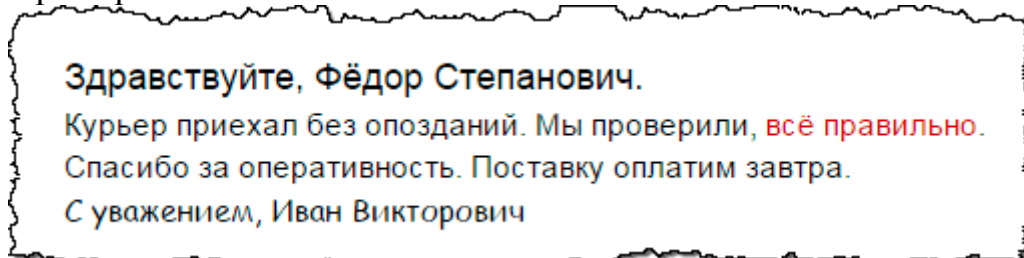 Здравствуйте, Фёдор Степанович.
Курьер приехал без опозданий. Мы проверили, всё правильно.
Спасибо за оперативность. Поставку оплатим завтра.
С уважением, Иван Викторович